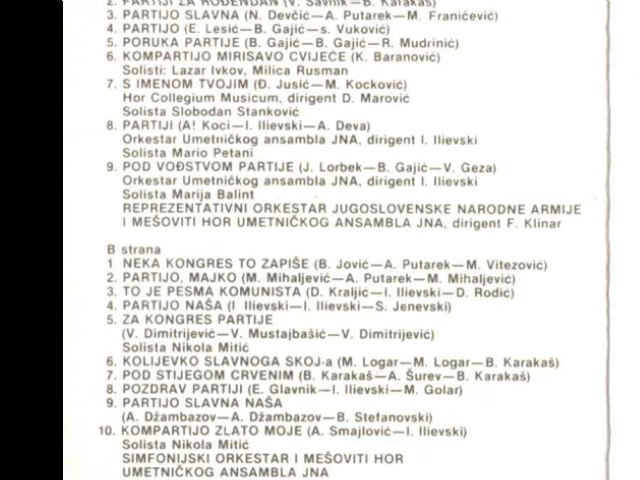 2. PARTIJI ZA ROĐENDAN (V. Savnik—B. Karakaš)
3. PARTIJO SLAVNA (N. Devčić—A. Putarek—M. Franičević)
4. PARTIJO (E. Lesić—B. Gajić—s. Vuković)
5. PORUKA PARTIJE (B. Gajić—B. Gajić—R. Mudrinić)
6. KOMPARTIJO MIRISAVO CVIJEĆE (K. Baranović)
Solisti: Lazar Ivkov, Milica Rusman
7. S IMENOM TVOJIM (Đ. Jusić—M. Kocković)
Hor Collegium Musicum, dirigent D. Marović
Solista Slobodan Stanković
8. PARTIJI (A! Koci—I. Ilievski—A. Deva)
Orkestar Umetničkog ansambla JNA, dirigent I. Ilievski
Solista Mario Petani
9. POD VOĐSTVOM PARTIJE (J. Lorbek—B. Gajić—V. Geza)
Orkestar Umetničkog ansambla JNA, dirigent I. Ilievski
Solista Marija Balint
REPREZENTATIVNI ORKESTAR JUGOSLOVENSKE NARODNE ARMIJE
I MEŠOVITI HOR UMETNIČKOG ANSAMBLA JNA, dirigent F. Klinar
B strana
1 NEKA KONGRES TO ZAPIŠE (B. Jović—A. Putarek—M. Vitezović)
2. PARTIJO, MAJKO (M. Mihaljević—A. Putarek—M. Mihaljević)
3. TO JE PESMA KOMUNISTA (D. Kraljić—I. Ilievski—D. Rodić)
4. PARTIJO NAŠA (I Ilievski—I. Ilievski—S. Jenevski)
5. ZA KONGRES PARTIJE
(V. Dimitrijević—V. Mustajbašić—V. Dimitrijević)
Solista Nikola Mitić
6. KOLIJEVKO SLAVNOGA SKOJ-a (M. Logar—M. Logar—B. Karakaš)
7. POD STIJEGOM CRVENIM (B. Karakaš—A. Šurev—B. Karakaš)
8. POZDRAV PARTIJI (E. Glavnik—I. Ilievski—M. Golar)
9. PARTIJO SLAVNA NAŠA
(A. Džambazov—A. Džambazov—B. Stefanovski)
10. KOMPARTIJO ZLATO MOJE (A. Smajlović—I. Ilievski)
Solista Nikola Mitić
SIMFONIJSKI ORKESTAR I MEŠOVITI HOR
UMETNIČKOG ANSAMBLA JNA